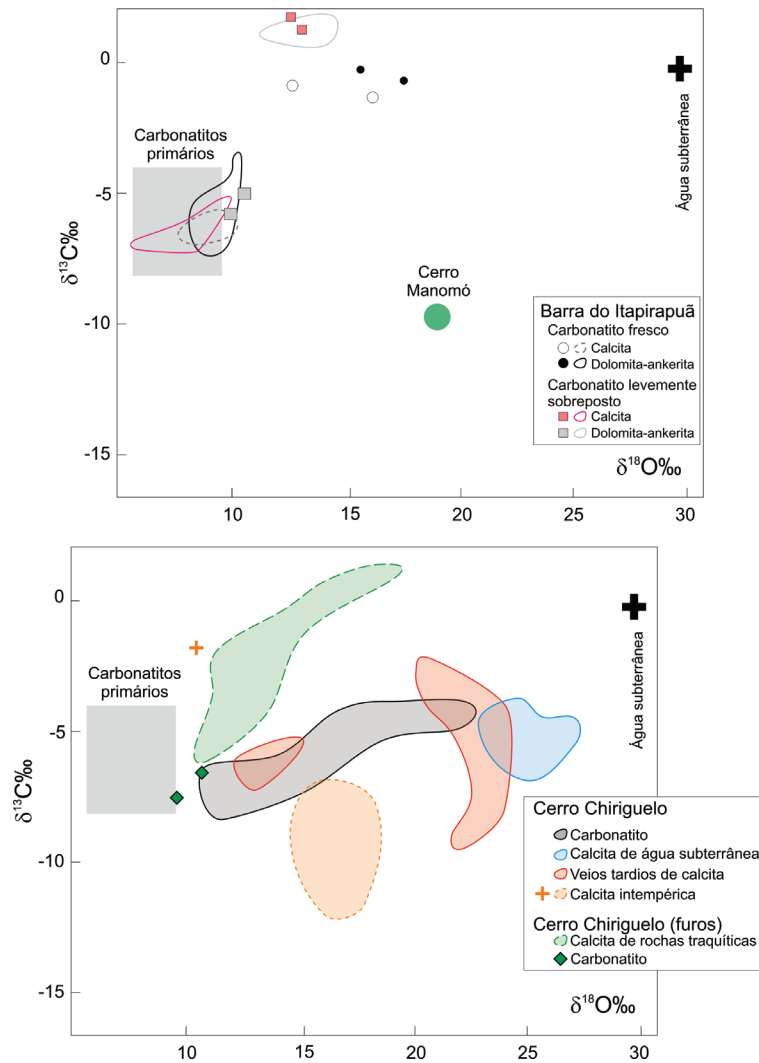 0
-5
-10
-15
δ¹³C‰
Carbonatitos
primários
Cerro
Manomó
Água subterrânea
Barra do Itapirapuã
Carbonatito fresco
Calcita
Dolomita-ankerita
Carbonatito levemente
sobreposto
Calcita
Dolomita-ankerita
δ¹⁸O‰
10
15
20
25
30
0
-5
-10
-15
δ¹³C‰
Carbonatitos
primários
Água subterrânea
Cerro Chiriguelo
Carbonatito
Calcita de água subterrânea
Veios tardios de calcita
Calcita intempérica
Cerro Chiriguelo (furos)
Calcita de rochas traquíticas
Carbonatito
δ¹⁸O‰
10
15
20
25
30